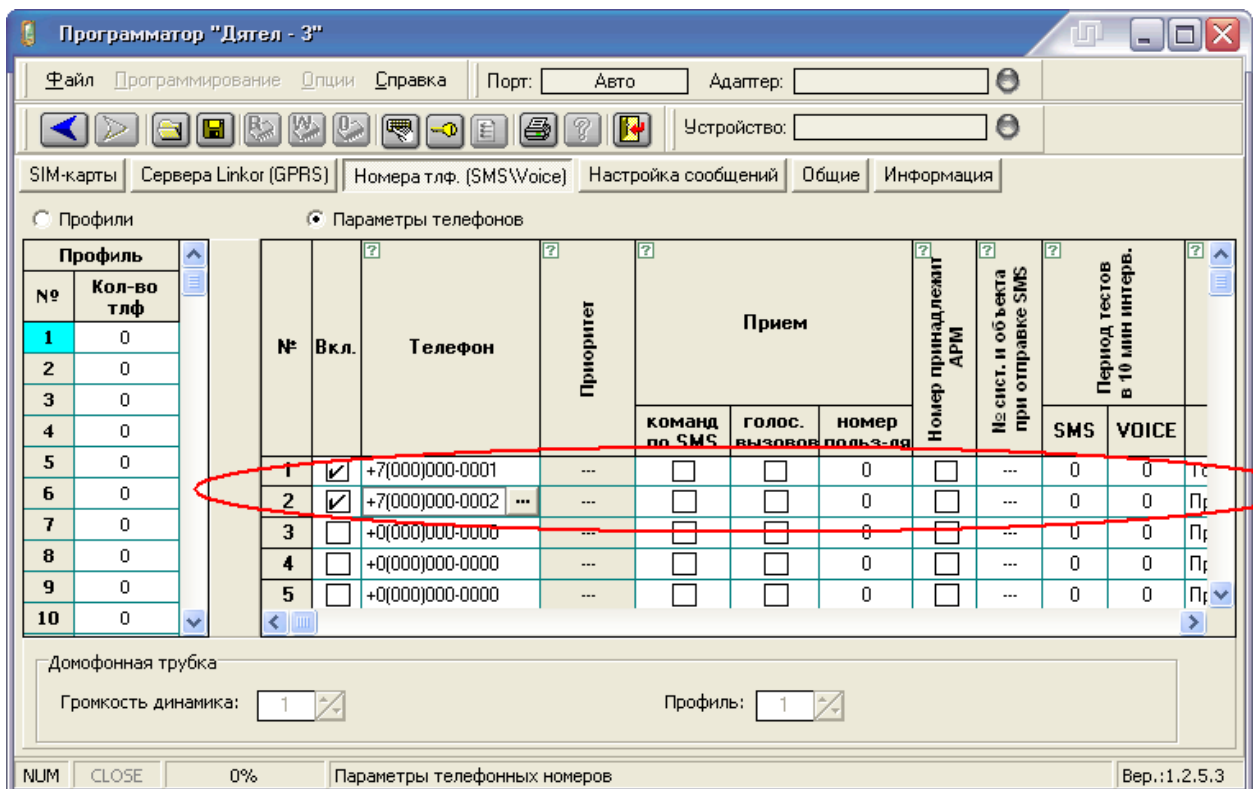 Программатор "Дятел - 3"
Файл Программирование Опции Справка Порт: Авто Адаптер:
Устройство:
SIM-карты Сервера Linkor (GPRS) Номера тлф. (SMS\Voice) Настройка сообщений Общие Информация
Профили Параметры телефонов
Профиль
№ Кол-во тлф
1 0
2 0
3 0
4 0
5 0
6 0
7 0
8 0
9 0
10 0
№ Вкл. Телефон Приоритет Прием Номер принадлежит АРМ № сист. и объекта при отправке SMS Период тестов в 10 мин интерв.
команд по SMS голос. вызовов номер польз-ля SMS VOICE
1 +7(000)000-0001 --- 0 --- 0 0
2 +7(000)000-0002 ... --- 0 --- 0 0 Пр
3 +0(000)000-0000 --- 0 --- 0 0 Пр
4 +0(000)000-0000 --- 0 --- 0 0 Пр
5 +0(000)000-0000 --- 0 --- 0 0 Пр
Домофонная трубка
Громкость динамика: 1 Профиль: 1
NUM CLOSE 0% Параметры телефонных номеров Вер.:1.2.5.3